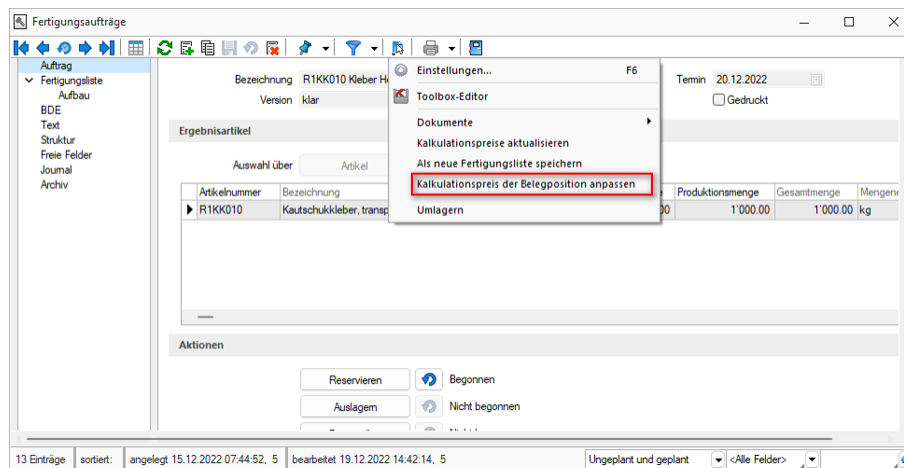 Fertigungsaufträge
Auftrag
Fertigungsliste
Aufbau
BDE
Text
Struktur
Freie Felder
Journal
Archiv
Bezeichnung R1KK010 Kleber
Version klar
Termin 20.12.2022
Gedruckt
Einstellungen... F6
Toolbox-Editor
Dokumente
Kalkulationspreise aktualisieren
Als neue Fertigungsliste speichern
Kalkulationspreis der Belegposition anpassen
Umlagern
Ergebnisartikel
Auswahl über Artikel
Artikelnummer Bezeichnung Produktionsmenge Gesamtmenge Mengene
R1KK010 Kautschukkleber, transp 00 1'000.00 1'000.00 kg
Aktionen
Reservieren Begonnen
Auslagern Nicht begonnen
13 Einträge sortiert: angelegt 15.12.2022 07:44:52, 5 bearbeitet 19.12.2022 14:42:14, 5 Ungeplant und geplant <Alle Felder>